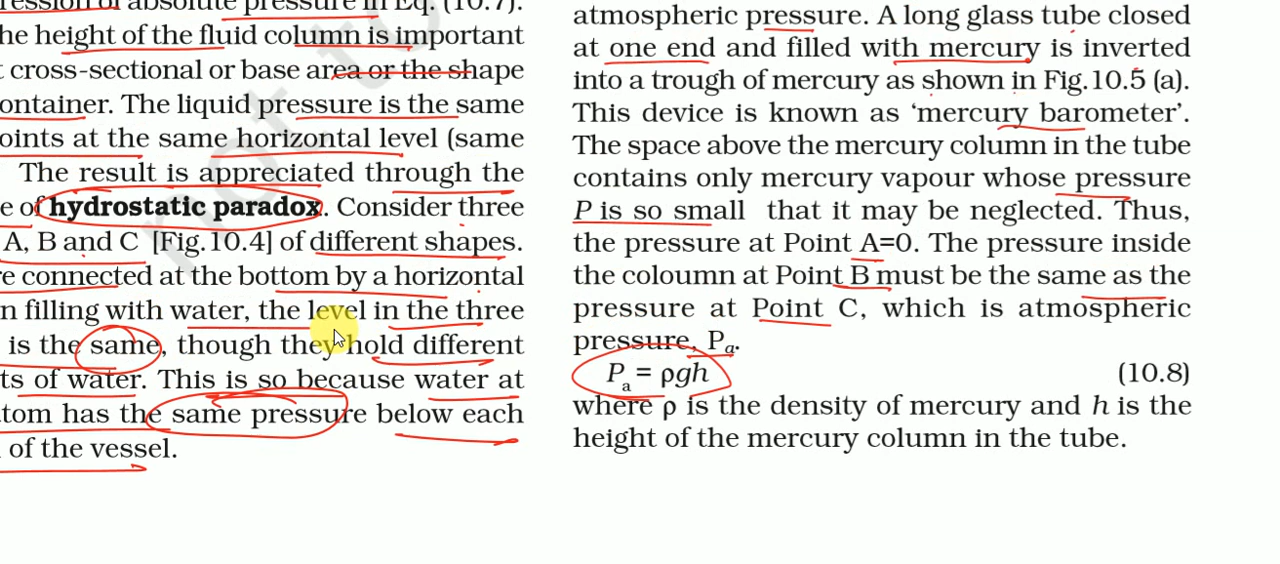 of absolute pressure in Eq. (10.7).
he height of the fluid column is important
cross-sectional or base area or the shape
ontainer. The liquid pressure is the same
oints at the same horizontal level (same
The result is appreciated through the
e of hydrostatic paradox. Consider three
A, B and C [Fig.10.4] of different shapes.
re connected at the bottom by a horizontal
n filling with water, the level in the three
is the same, though they hold different
ts of water. This is so because water at
ttom has the same pressure below each
of the vessel.
atmospheric pressure. A long glass tube closed
at one end and filled with mercury is inverted
into a trough of mercury as shown in Fig.10.5 (a).
This device is known as ‘mercury barometer’.
The space above the mercury column in the tube
contains only mercury vapour whose pressure
P is so small that it may be neglected. Thus,
the pressure at Point A=0. The pressure inside
the coloumn at Point B must be the same as the
pressure at Point C, which is atmospheric
pressure, Pa.
Pa = ρgh (10.8)
where ρ is the density of mercury and h is the
height of the mercury column in the tube.
not